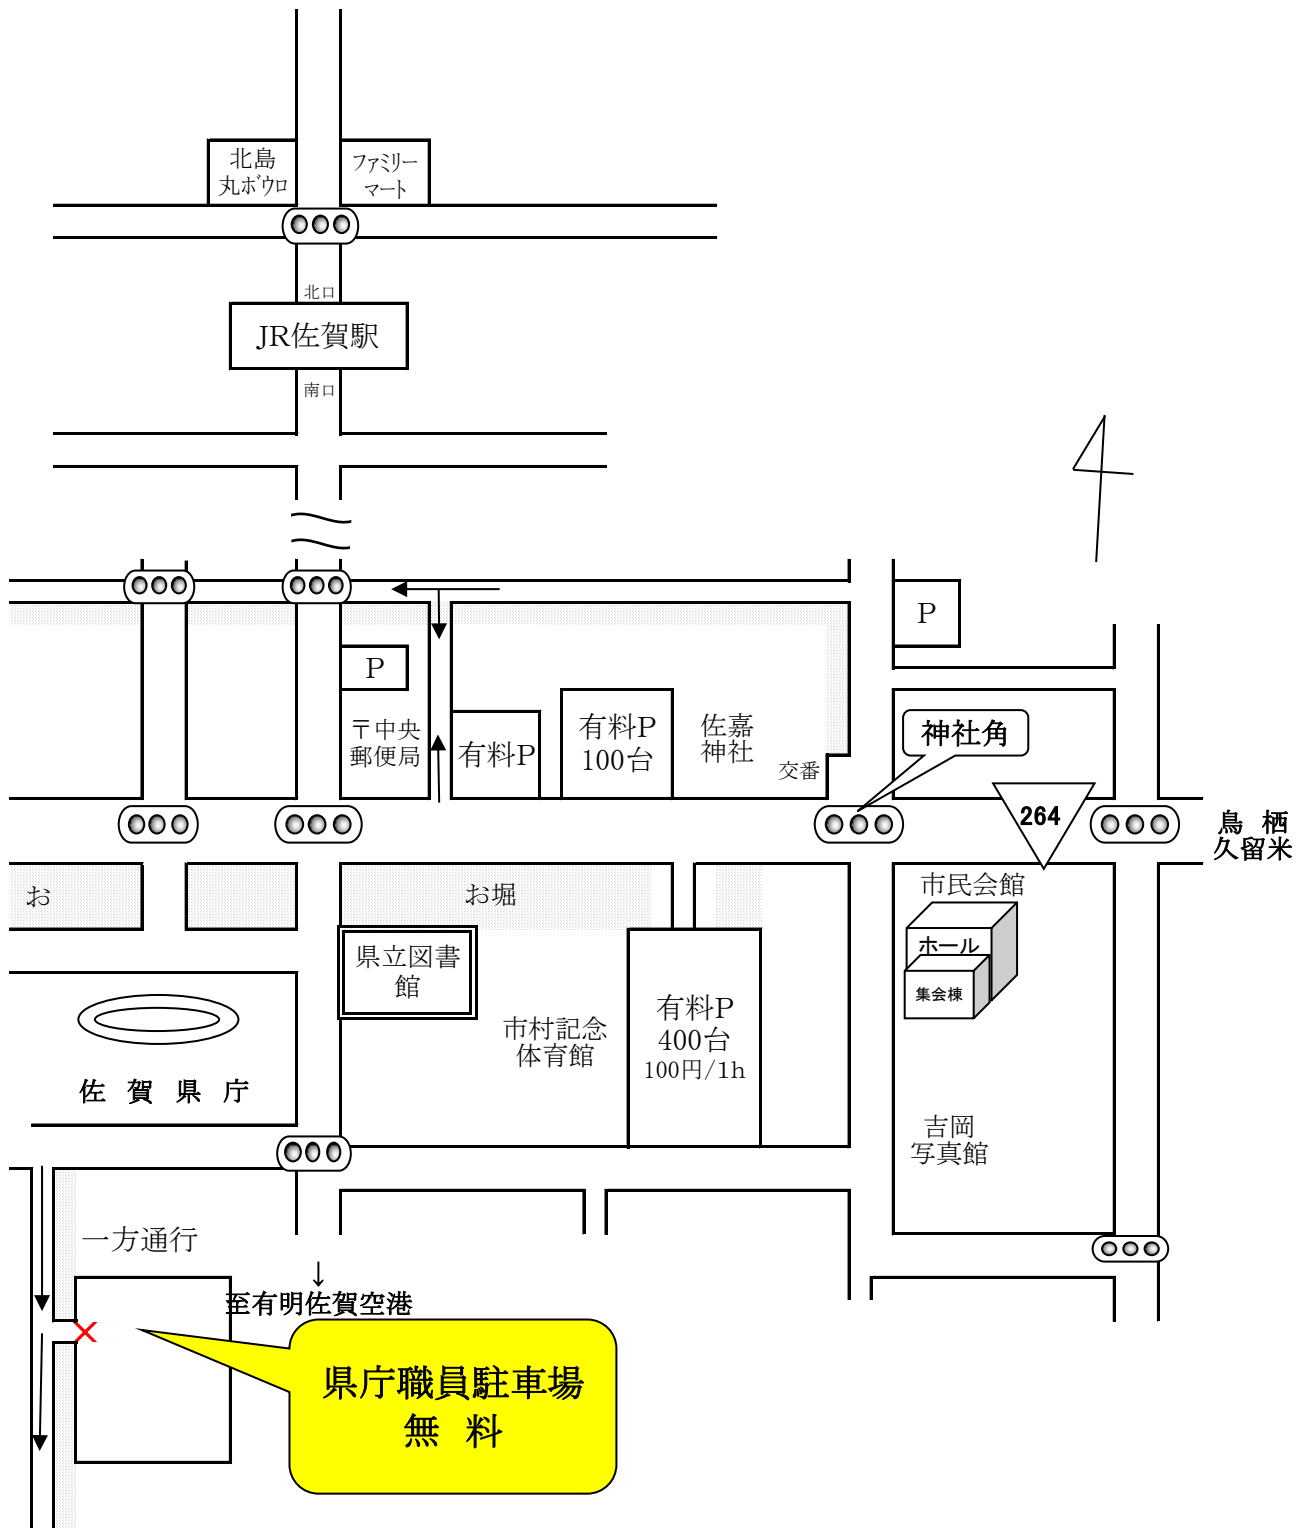 北島
丸ﾎﾞｳﾛ
ファミリー
マート
北口
JR佐賀駅
南口
P
P
〒中央
郵便局
有料P
有料P
100台
佐嘉
神社
交番
神社角
264
鳥 栖
久留米
お
お堀
市民会館
ホール
集会棟
県立図書
館
市村記念
体育館
有料P
400台
100円/1h
佐 賀 県 庁
吉岡
写真館
一方通行
↓
至有明佐賀空港
県庁職員駐車場
無 料